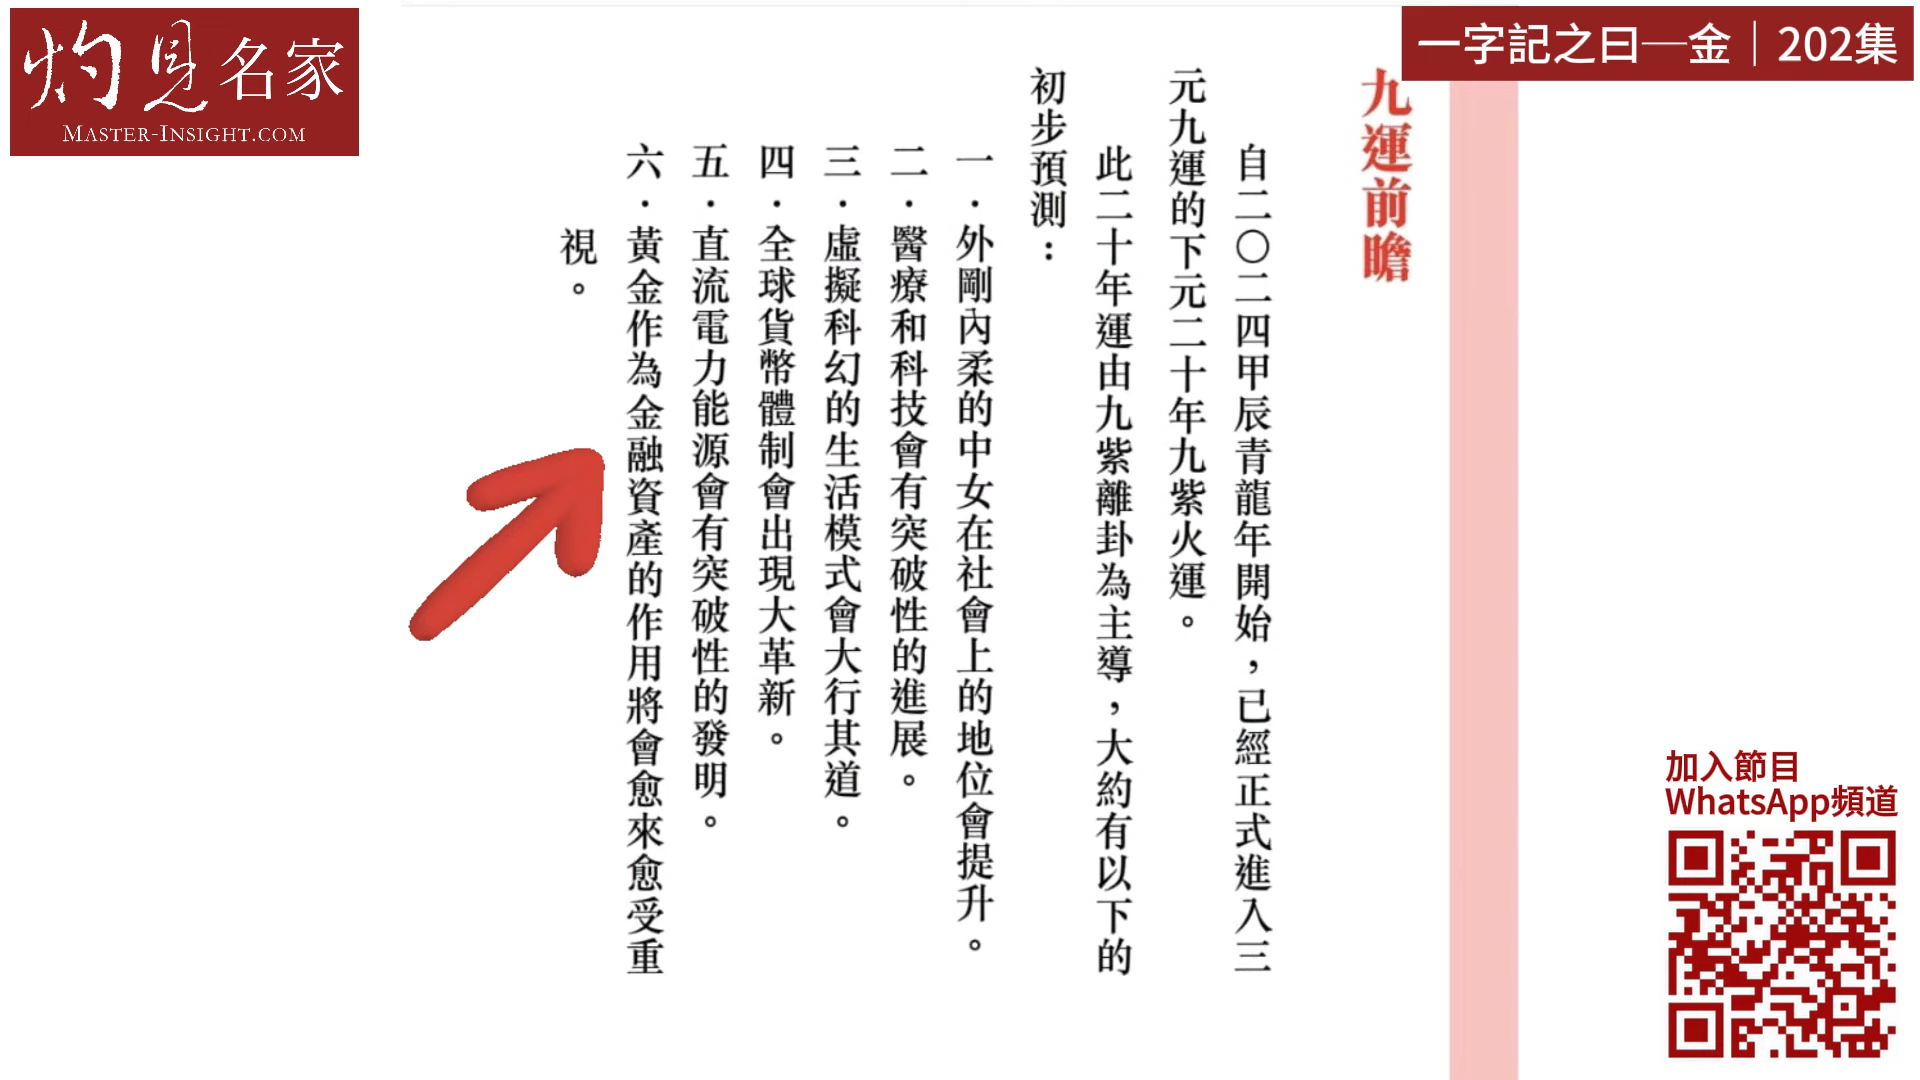 灼見名家
MASTER-INSIGHT.COM
一字記之曰─金｜202集
九運前瞻
自二〇二四甲辰青龍年開始，已經正式進入三
元九運的下元二十年九紫火運。
此二十年運由九紫離卦為主導，大約有以下的
初步預測：
一．外剛內柔的中女在社會上的地位會提升。
二．醫療和科技會有突破性的進展。
三．虛擬科幻的生活模式會大行其道。
四．全球貨幣體制會出現大革新。
五．直流電力能源會有突破性的發明。
六．黃金作為金融資產的作用將會愈來愈受重
視。
加入節目
WhatsApp頻道